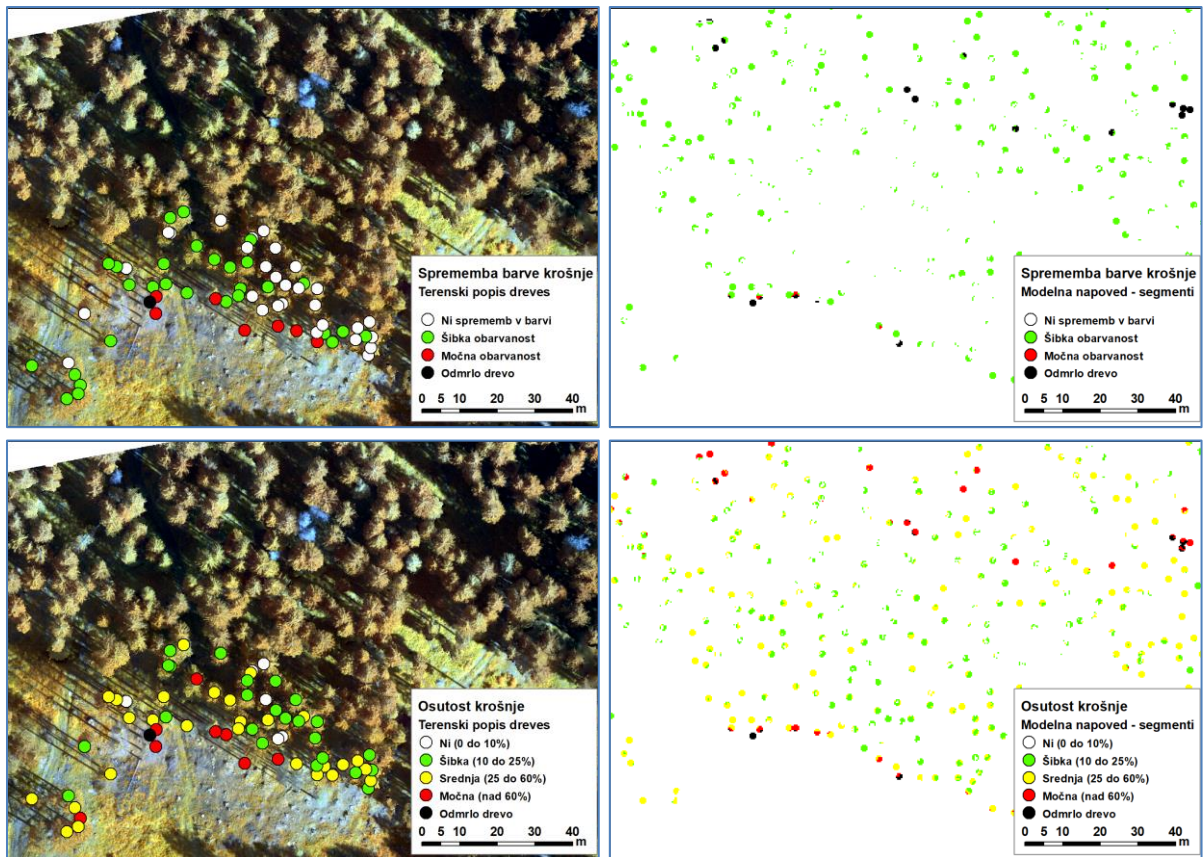 Sprememba barve krošnje
Terenski popis dreves
Ni sprememb v barvi
Šibka obarvanost
Močna obarvanost
Odmrlo drevo
0 5 10 20 30 40
m
Sprememba barve krošnje
Modelna napoved - segmenti
Ni sprememb v barvi
Šibka obarvanost
Močna obarvanost
Odmrlo drevo
0 5 10 20 30 40
m
Osutost krošnje
Terenski popis dreves
Ni (0 do 10%)
Šibka (10 do 25%)
Srednja (25 do 60%)
Močna (nad 60%)
Odmrlo drevo
0 5 10 20 30 40
m
Osutost krošnje
Modelna napoved - segmenti
Ni (0 do 10%)
Šibka (10 do 25%)
Srednja (25 do 60%)
Močna (nad 60%)
Odmrlo drevo
0 5 10 20 30 40
m